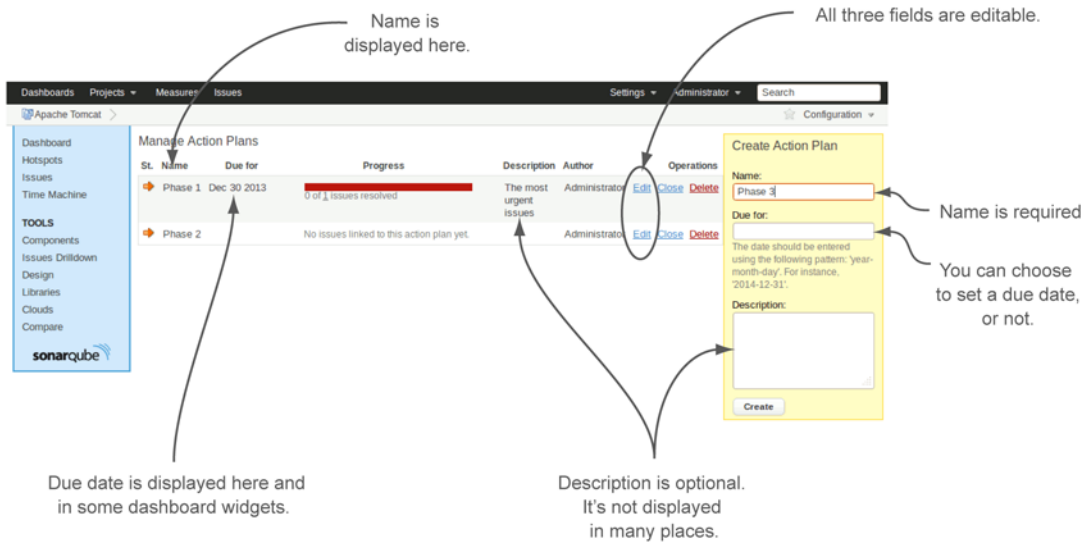 Name is
displayed here.
All three fields are editable.
Dashboards Projects Measures Issues Settings Administrator Search
Apache Tomcat Configuration
Dashboard
Hotspots
Issues
Time Machine
TOOLS
Components
Issues Drilldown
Design
Libraries
Clouds
Compare
sonarqube
Manage Action Plans
St. Name Due for Progress Description Author Operations
Phase 1 Dec 30 2013 0 of 1 issues resolved The most
urgent
issues
Administrator Edit Close Delete
Phase 2 No issues linked to this action plan yet. Administrator Edit Close Delete
Create Action Plan
Name:
Phase 3
Due for:
The date should be entered
using the following pattern: 'year-
month-day'. For instance,
'2014-12-31'.
Description:
Create
Name is required
You can choose
to set a due date,
or not.
Due date is displayed here and
in some dashboard widgets.
Description is optional.
It's not displayed
in many places.